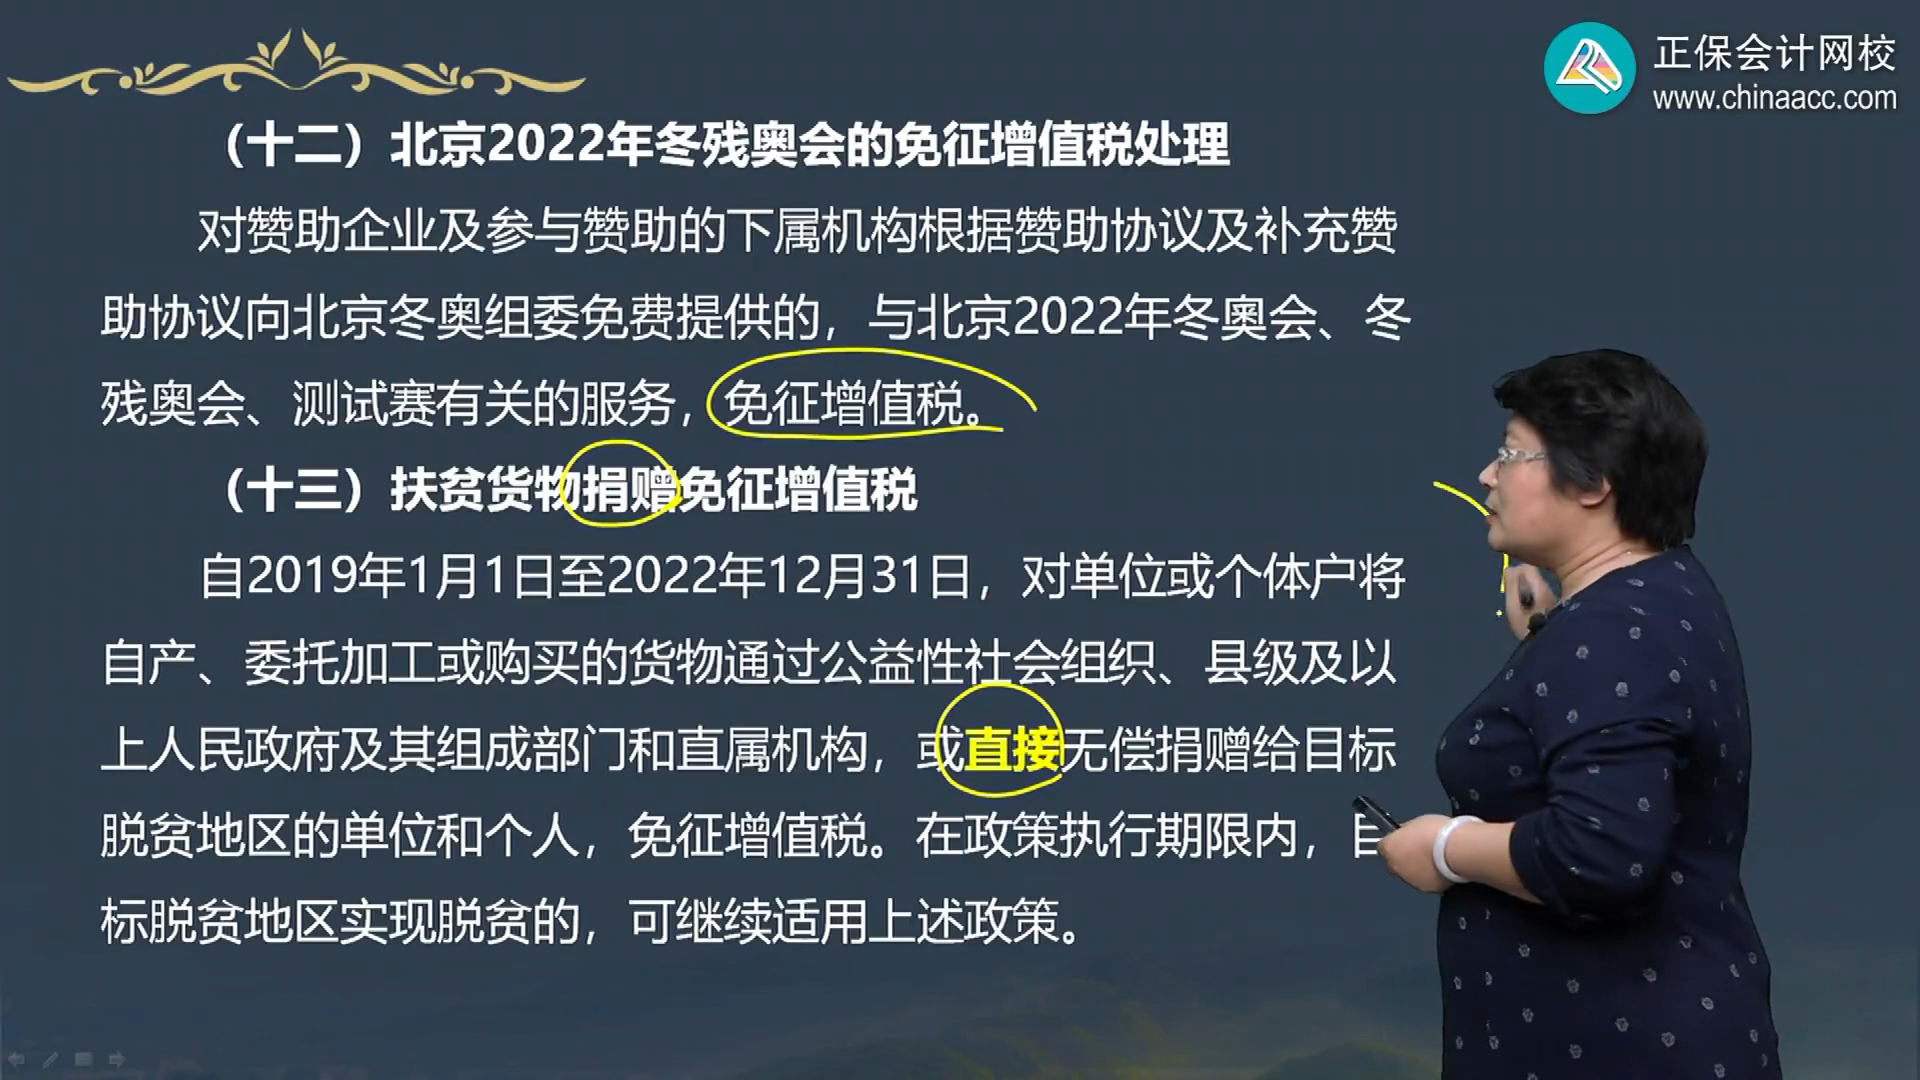 正保会计网校
www.chinaacc.com
（十二）北京2022年冬残奥会的免征增值税处理
对赞助企业及参与赞助的下属机构根据赞助协议及补充赞
助协议向北京冬奥组委免费提供的，与北京2022年冬奥会、冬
残奥会、测试赛有关的服务，免征增值税。
（十三）扶贫货物捐赠免征增值税
自2019年1月1日至2022年12月31日，对单位或个体户将
自产、委托加工或购买的货物通过公益性社会组织、县级及以
上人民政府及其组成部门和直属机构，或直接无偿捐赠给目标
脱贫地区的单位和个人，免征增值税。在政策执行期限内，目
标脱贫地区实现脱贫的，可继续适用上述政策。